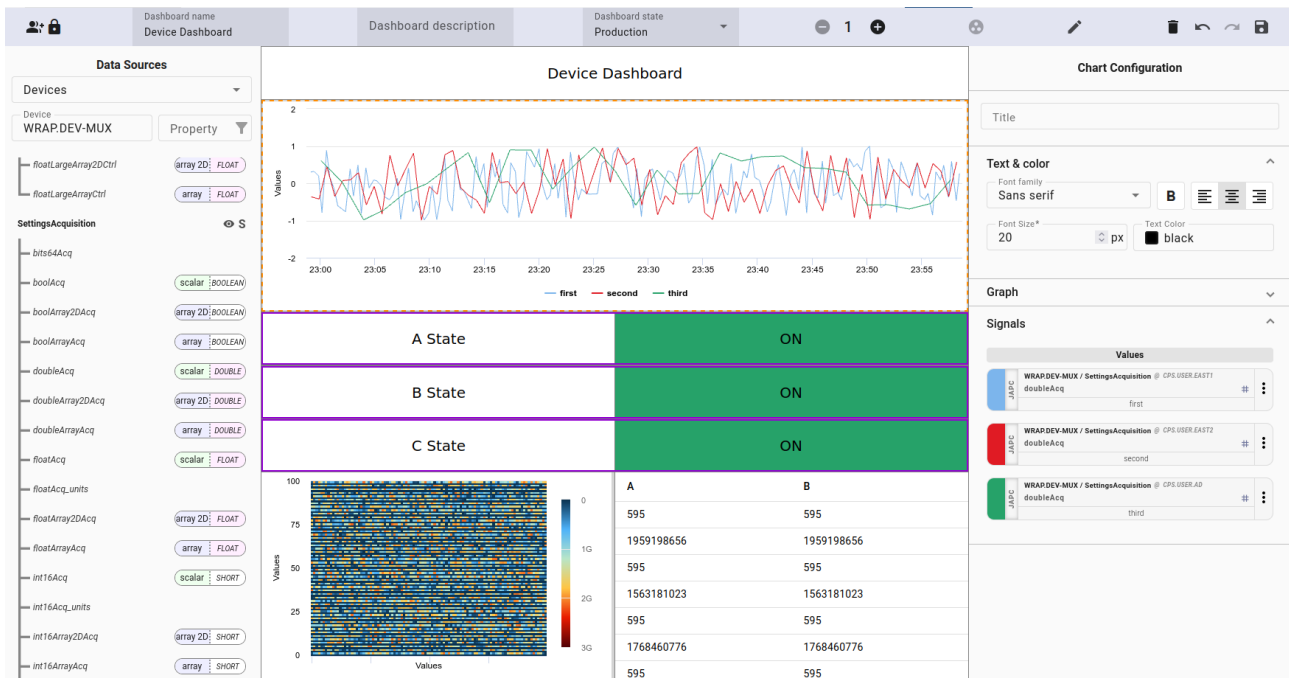 Dashboard name
Device Dashboard
Dashboard description
Dashboard state
Production
1
Data Sources
Devices
Device
WRAP.DEV-MUX
Property
floatLargeArray2DCtrl array 2D FLOAT
floatLargeArrayCtrl array FLOAT
SettingsAcquisition S
bits64Acq
boolAcq scalar BOOLEAN
boolArray2DAcq array 2D BOOLEAN
boolArrayAcq array BOOLEAN
doubleAcq scalar DOUBLE
doubleArray2DAcq array 2D DOUBLE
doubleArrayAcq array DOUBLE
floatAcq scalar FLOAT
floatAcq_units
floatArray2DAcq array 2D FLOAT
floatArrayAcq array FLOAT
int16Acq scalar SHORT
int16Acq_units
int16Array2DAcq array 2D SHORT
int16ArrayAcq array SHORT
Device Dashboard
2
1
0
-1
-2
Values
23:00 23:05 23:10 23:15 23:20 23:25 23:30 23:35 23:40 23:45 23:50 23:55
first second third
A State ON
B State ON
C State ON
100
75
50
25
0
Values
Values
0
1G
2G
3G
A B
595 595
1959198656 1959198656
595 595
1563181023 1563181023
595 595
1768460776 1768460776
595 595
Chart Configuration
Title
Text & color
Font family
Sans serif
B
Font Size*
20 px
Text Color
black
Graph
Signals
Values
JAPC
WRAP.DEV-MUX / SettingsAcquisition @ CPS.USER.EAST1
doubleAcq #
first
JAPC
WRAP.DEV-MUX / SettingsAcquisition @ CPS.USER.EAST2
doubleAcq #
second
JAPC
WRAP.DEV-MUX / SettingsAcquisition @ CPS.USER.AD
doubleAcq #
third